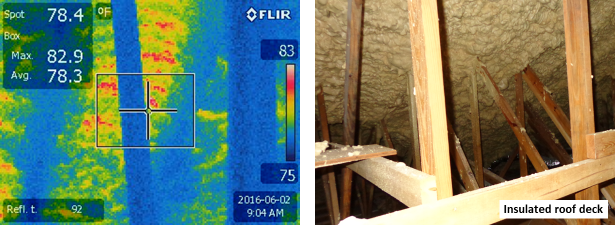 Spot 78.4 °F
FLIR
Box
Max. 82.9
Avg. 78.3
83
75
Refl. t. 92
2016-06-02
9:04 AM
Insulated roof deck